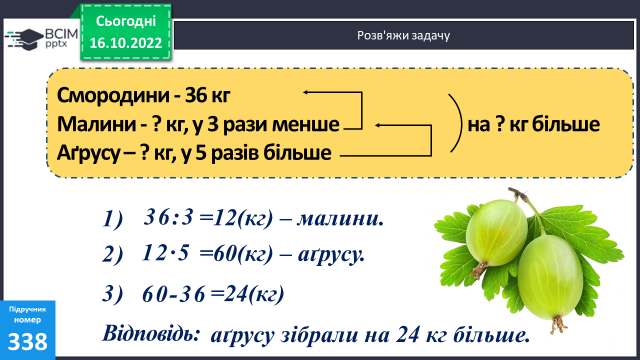 BCIM
pptx
Сьогодні
16.10.2022
Розв'яжи задачу
Смородини - 36 кг
Малини - ? кг, у 3 рази менше
на ? кг більше
Аґрусу – ? кг, у 5 разів більше
1) 36:3 =12(кг) – малини.
2) 12·5 =60(кг) – аґрусу.
3) 60-36 =24(кг)
Відповідь: аґрусу зібрали на 24 кг більше.
Підручник
номер
338